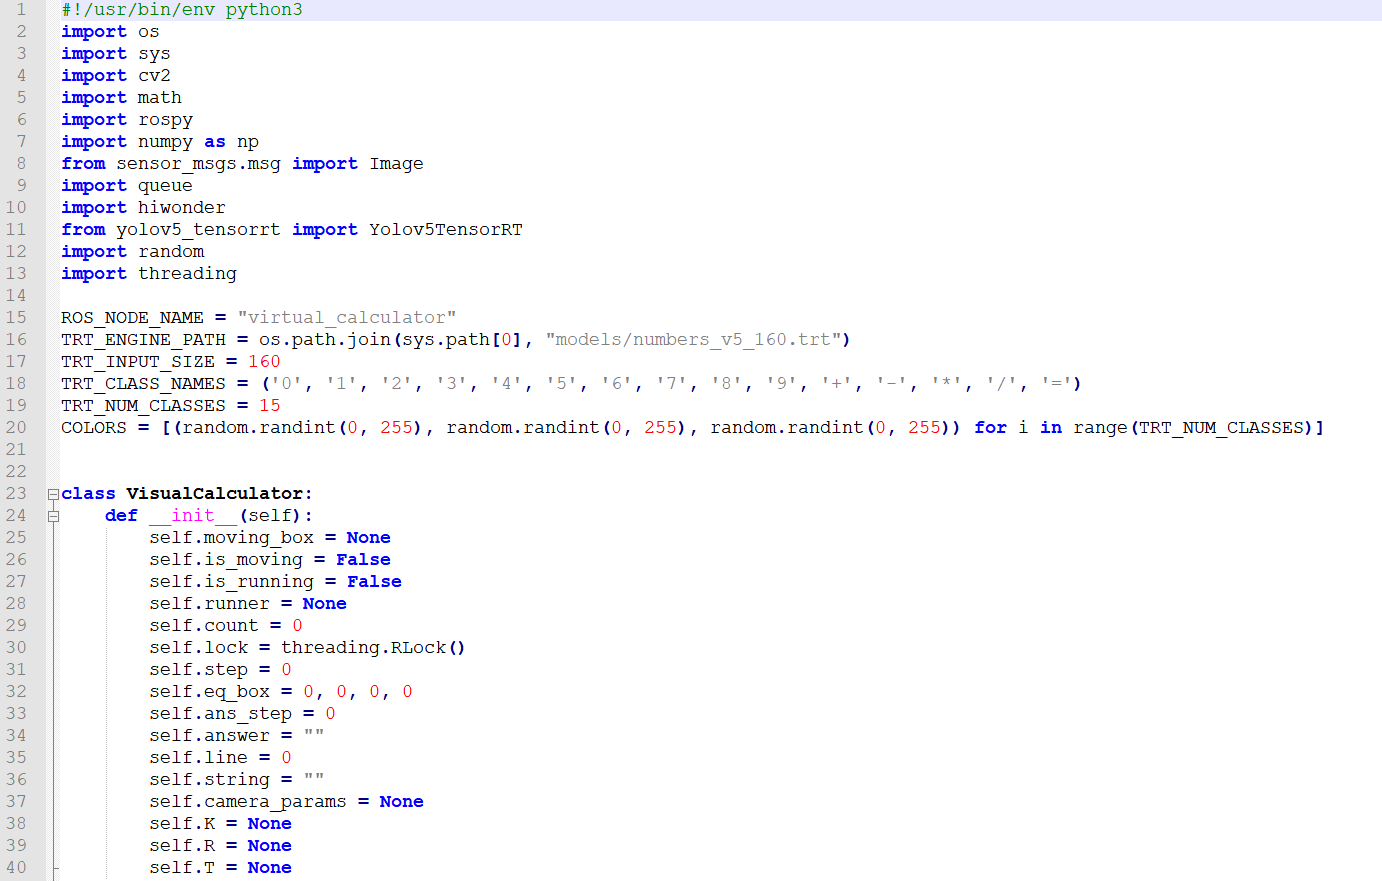 1 #!/usr/bin/env python3
2 import os
3 import sys
4 import cv2
5 import math
6 import rospy
7 import numpy as np
8 from sensor_msgs.msg import Image
9 import queue
10 import hiwonder
11 from yolov5_tensorrt import Yolov5TensorRT
12 import random
13 import threading
14
15 ROS_NODE_NAME = "virtual_calculator"
16 TRT_ENGINE_PATH = os.path.join(sys.path[0], "models/numbers_v5_160.trt")
17 TRT_INPUT_SIZE = 160
18 TRT_CLASS_NAMES = ('0', '1', '2', '3', '4', '5', '6', '7', '8', '9', '+', '-', '*', '/', '=')
19 TRT_NUM_CLASSES = 15
20 COLORS = [(random.randint(0, 255), random.randint(0, 255), random.randint(0, 255)) for i in range(TRT_NUM_CLASSES)]
21
22
23 class VisualCalculator:
24     def __init__(self):
25         self.moving_box = None
26         self.is_moving = False
27         self.is_running = False
28         self.runner = None
29         self.count = 0
30         self.lock = threading.RLock()
31         self.step = 0
32         self.eq_box = 0, 0, 0, 0
33         self.ans_step = 0
34         self.answer = ""
35         self.line = 0
36         self.string = ""
37         self.camera_params = None
38         self.K = None
39         self.R = None
40         self.T = None